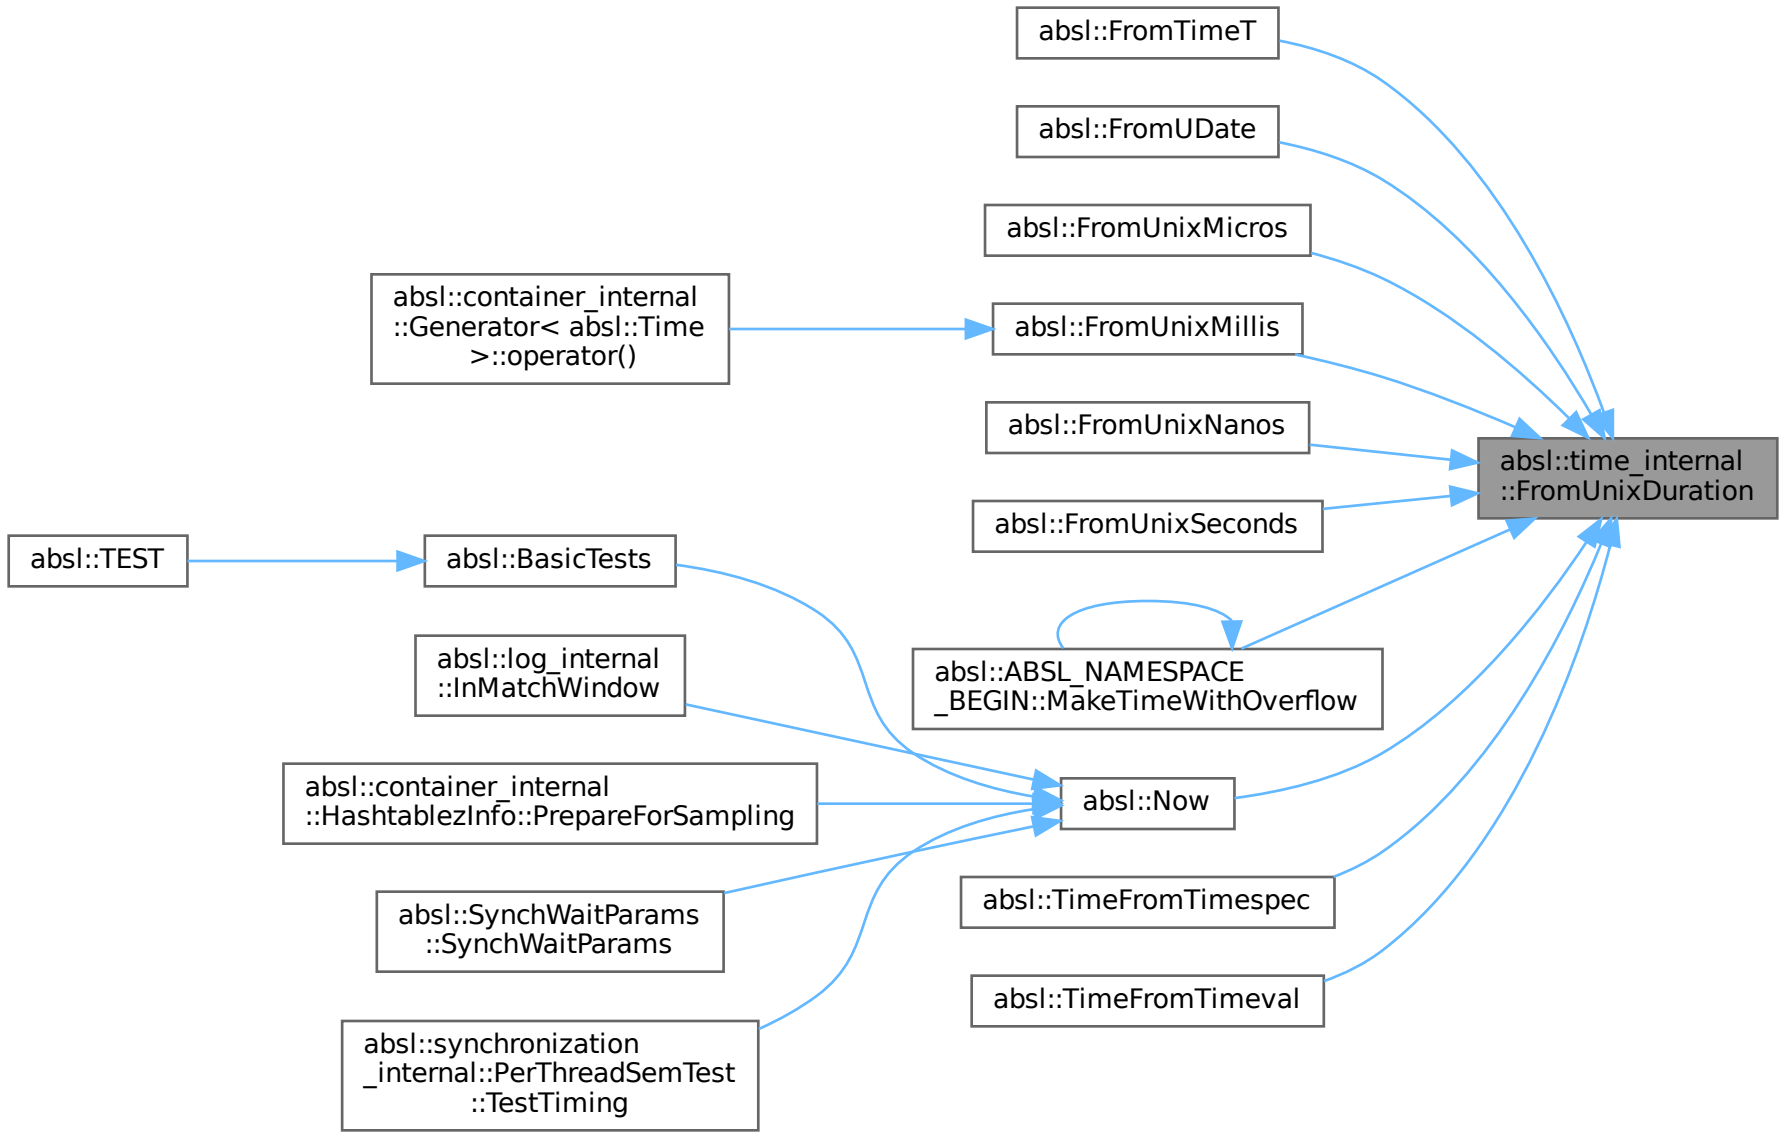 absl::FromTimeT
absl::FromUDate
absl::FromUnixMicros
absl::container_internal
::Generator< absl::Time
>::operator()
absl::FromUnixMillis
absl::FromUnixNanos
absl::time_internal
::FromUnixDuration
absl::FromUnixSeconds
absl::TEST
absl::BasicTests
absl::log_internal
::InMatchWindow
absl::ABSL_NAMESPACE
_BEGIN::MakeTimeWithOverflow
absl::container_internal
::HashtablezInfo::PrepareForSampling
absl::Now
absl::SynchWaitParams
::SynchWaitParams
absl::TimeFromTimespec
absl::TimeFromTimeval
absl::synchronization
_internal::PerThreadSemTest
::TestTiming